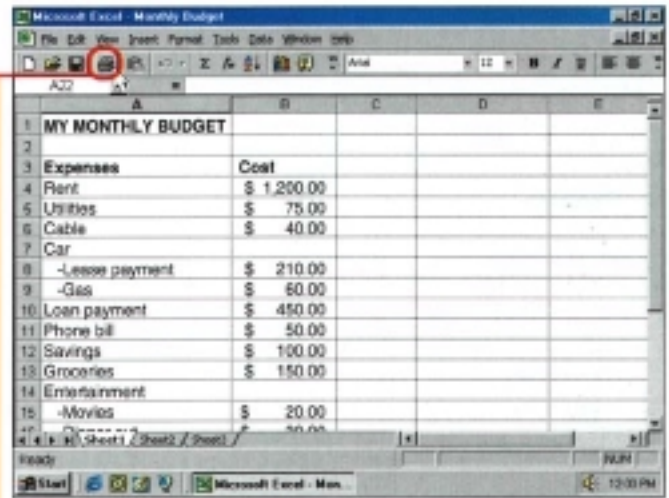 Microsoft Excel - Monthly Budget
File Edit View Insert Format Tools Data Window Help
Arial 12 B I U
A22 =
A B C D E
1 MY MONTHLY BUDGET
2
3 Expenses Cost
4 Rent $ 1,200.00
5 Utilities $ 75.00
6 Cable $ 40.00
7 Car
8 -Lease payment $ 210.00
9 -Gas $ 60.00
10 Loan payment $ 450.00
11 Phone bill $ 50.00
12 Savings $ 100.00
13 Groceries $ 150.00
14 Entertainment
15 -Movies $ 20.00
Sheet1 / Sheet2 / Sheet3
Ready NUM
Start Microsoft Excel - Mon... 12:00 PM